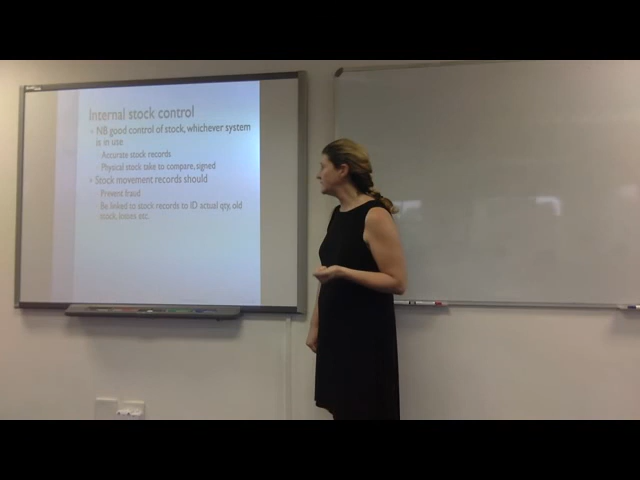 Internal stock control
NB good control of stock, whichever system
is in use
Accurate stock records
Physical stock take to compare, signed
Stock movement records should
Prevent fraud
Be linked to stock records to ID actual qty, old
stock, losses etc.